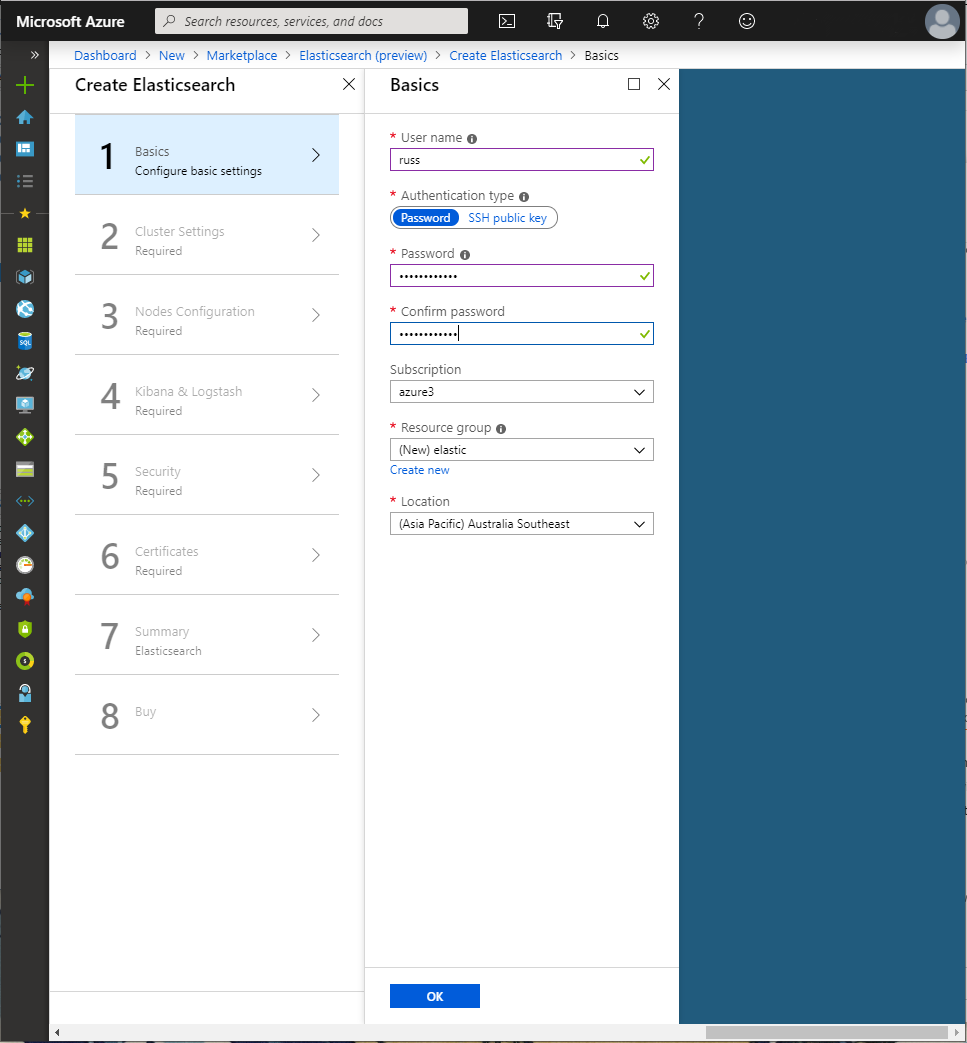 Microsoft Azure
Search resources, services, and docs
Dashboard > New > Marketplace > Elasticsearch (preview) > Create Elasticsearch > Basics
Create Elasticsearch
1
Basics
Configure basic settings
2
Cluster Settings
Required
3
Nodes Configuration
Required
4
Kibana & Logstash
Required
5
Security
Required
6
Certificates
Required
7
Summary
Elasticsearch
8
Buy
Basics
* User name
russ
* Authentication type
Password SSH public key
* Password
••••••••••••
* Confirm password
••••••••••••
Subscription
azure3
* Resource group
(New) elastic
Create new
* Location
(Asia Pacific) Australia Southeast
OK